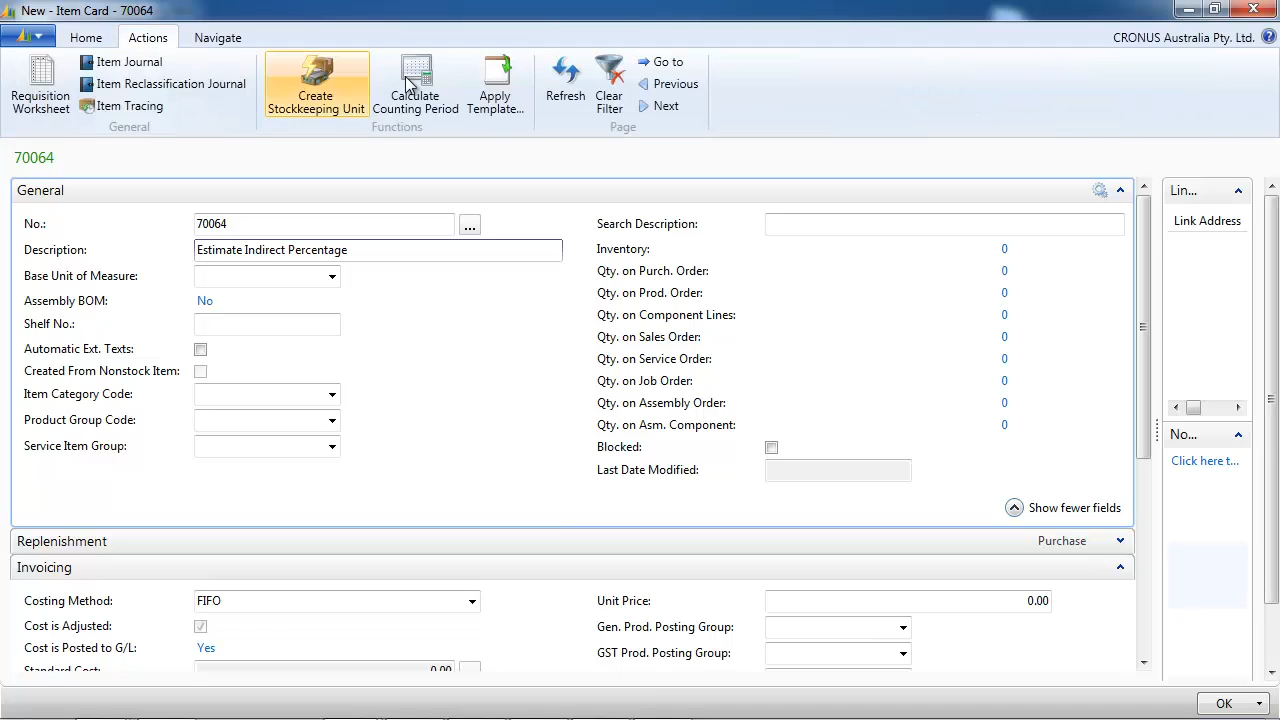 New - Item Card - 70064
Home
Actions
Navigate
CRONUS Australia Pty. Ltd.
Requisition
Worksheet
Item Journal
Item Reclassification Journal
Item Tracing
General
Create
Stockkeeping Unit
Calculate
Counting Period
Apply
Template...
Functions
Refresh
Clear
Filter
Go to
Previous
Next
Page
70064
General
No.:
70064
...
Description:
Estimate Indirect Percentage
Base Unit of Measure:
Assembly BOM:
No
Shelf No.:
Automatic Ext. Texts:
Created From Nonstock Item:
Item Category Code:
Product Group Code:
Service Item Group:
Search Description:
Inventory:
0
Qty. on Purch. Order:
0
Qty. on Prod. Order:
0
Qty. on Component Lines:
0
Qty. on Sales Order:
0
Qty. on Service Order:
0
Qty. on Job Order:
0
Qty. on Assembly Order:
0
Qty. on Asm. Component:
0
Blocked:
Last Date Modified:
Show fewer fields
Replenishment
Purchase
Invoicing
Costing Method:
FIFO
Cost is Adjusted:
Cost is Posted to G/L:
Yes
Standard Cost:
0.00
Unit Price:
0.00
Gen. Prod. Posting Group:
GST Prod. Posting Group:
Lin...
Link Address
No...
Click here t...
OK